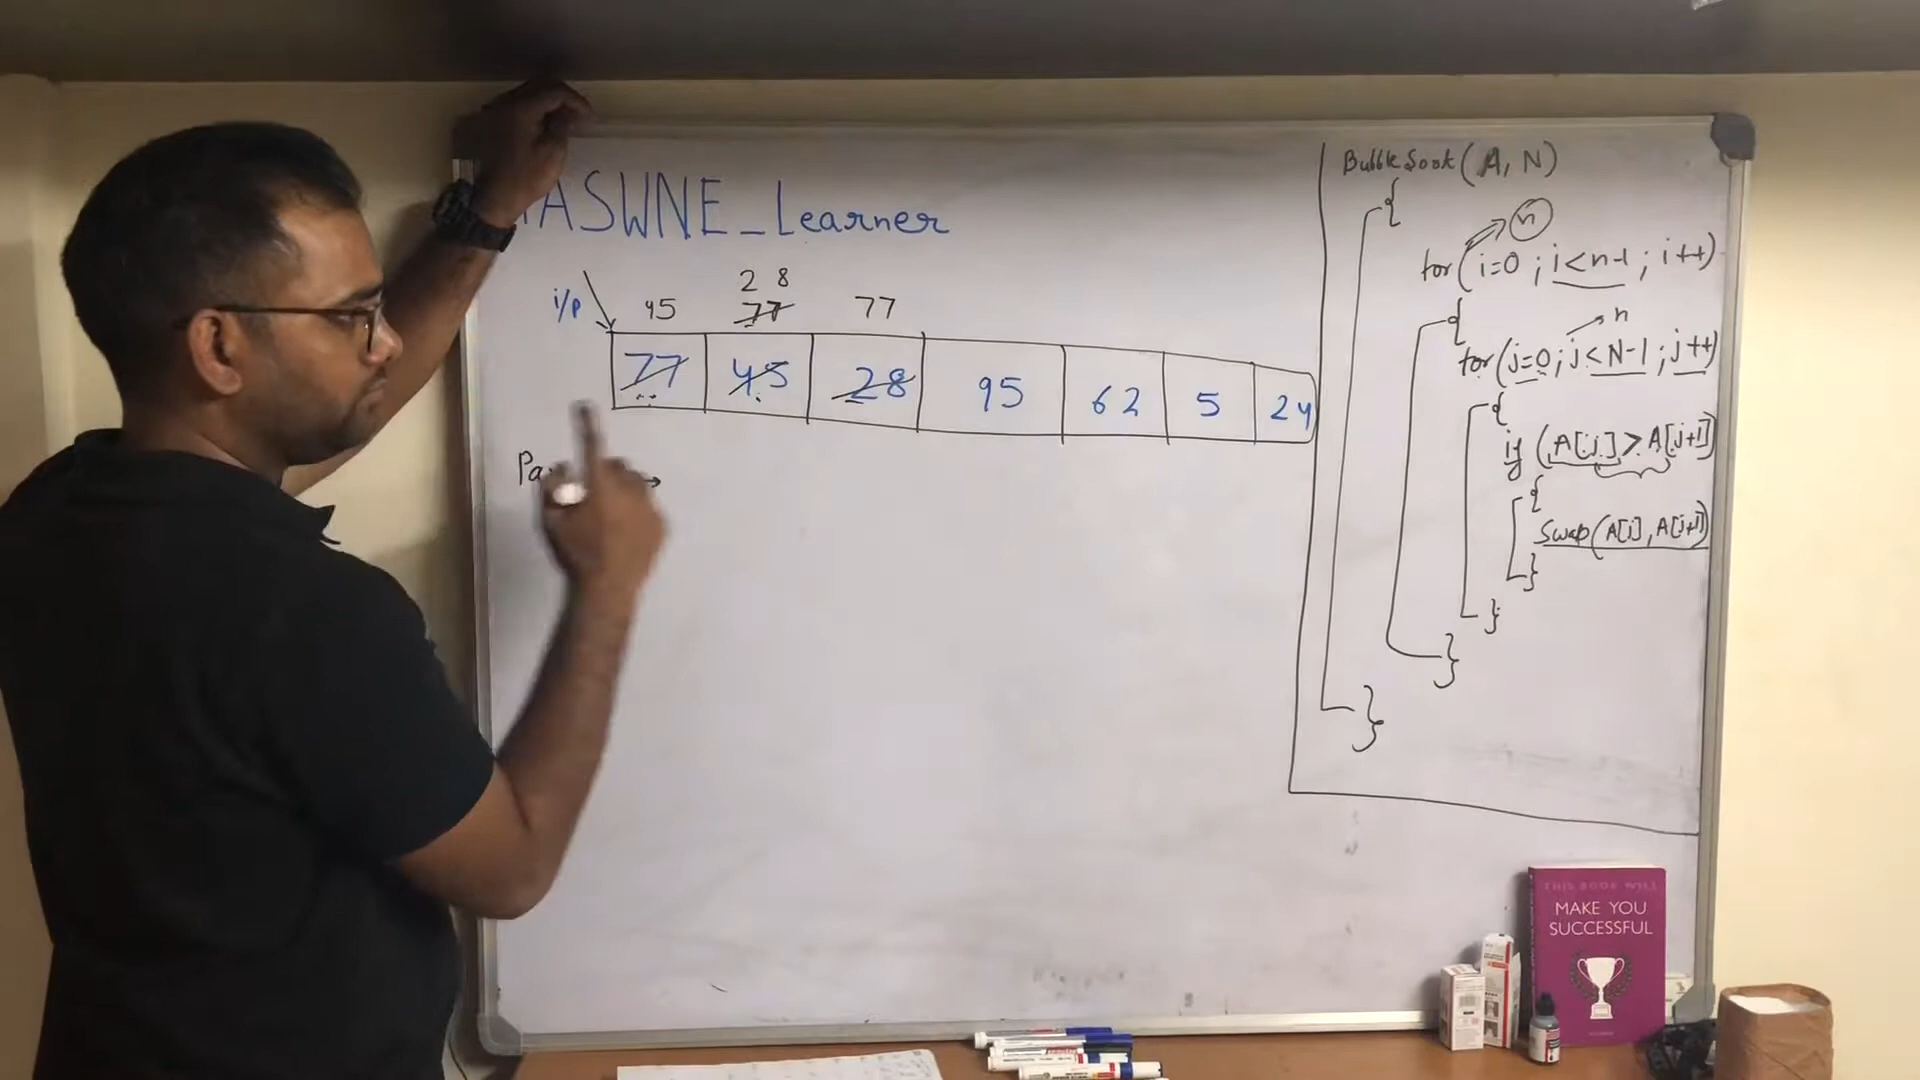 ASWNE_Learner
2 8
i/p 45 77 77
77 45 28 95 62 5 24
BubbleSort(A, N)
{
n
for(i=0 ; i<n-1 ; i++)
{
n
for(j=0; j<N-1; j++)
{
if (A[j] > A[j+1])
{
Swap(A[j], A[j+1])
}
}
}
}
THIS BOOK WILL
MAKE YOU
SUCCESSFUL